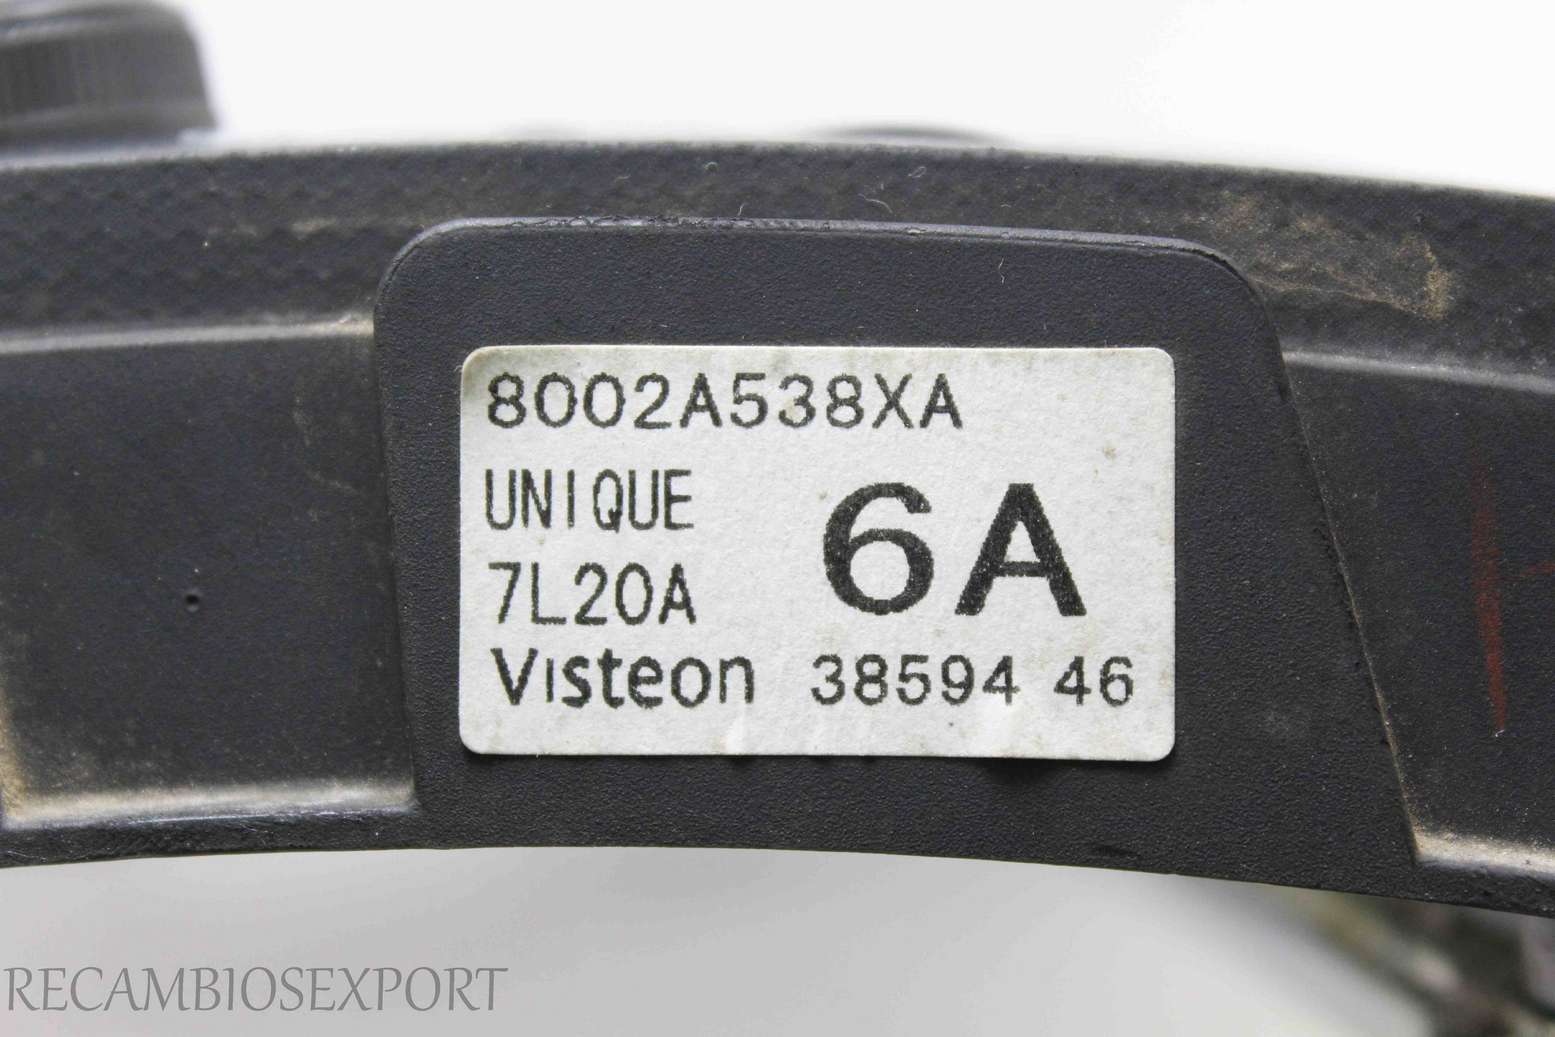 8002A538XA
UNIQUE
6A
7L20A
Visteon 38594 46
RECAMBIOSEXPORT